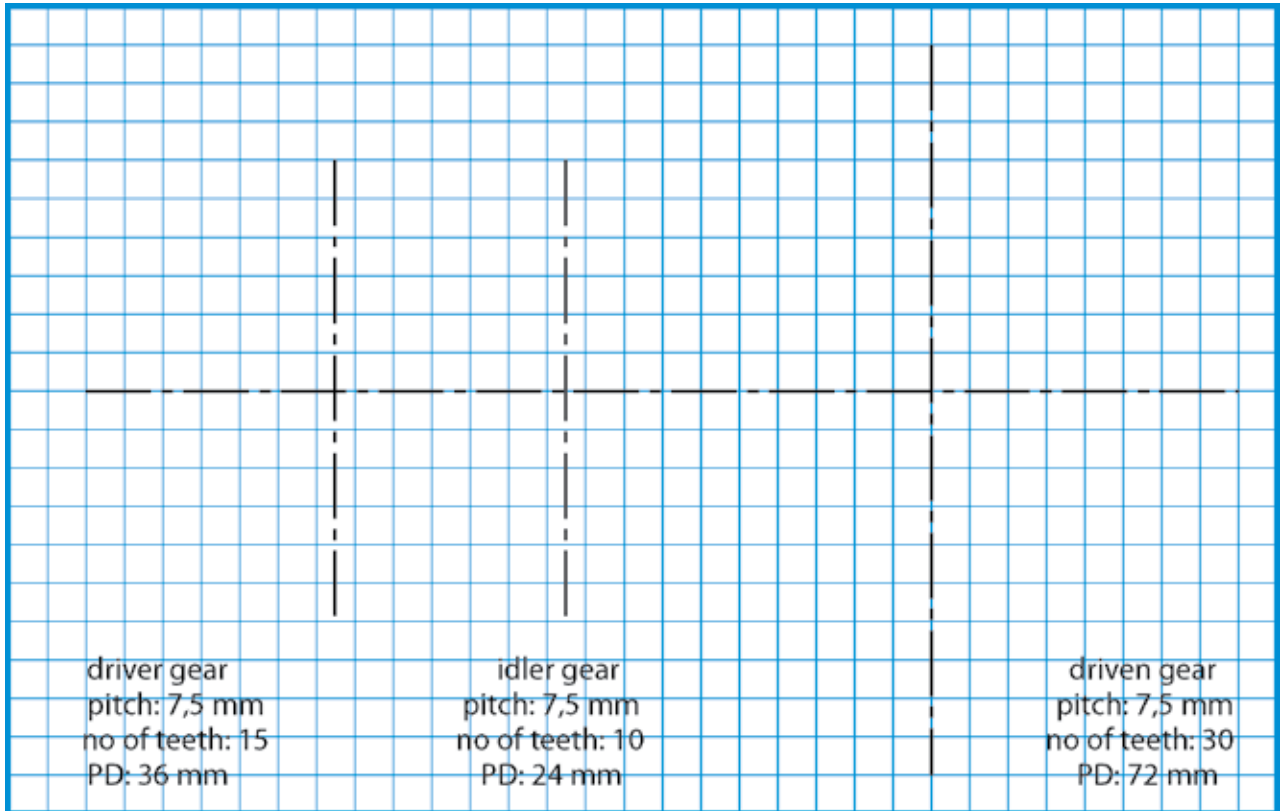 driver gear
pitch: 7,5 mm
no of teeth: 15
PD: 36 mm
idler gear
pitch: 7,5 mm
no of teeth: 10
PD: 24 mm
driven gear
pitch: 7,5 mm
no of teeth: 30
PD: 72 mm